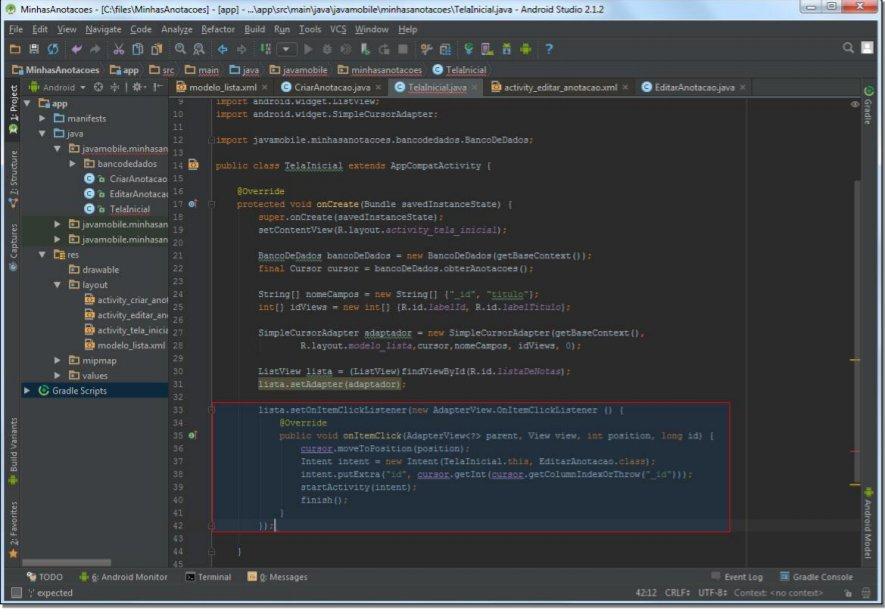 MinhasAnotacoes - [C:\files\MinhasAnotacoes] - [app] - ...\app\src\main\java\javamobile\minhasanotacoes\TelaInicial.java - Android Studio 2.1.2
File Edit View Navigate Code Analyze Refactor Build Run Tools VCS Window Help
MinhasAnotacoes app src main java javamobile minhasanotacoes TelaInicial
Android
modelo_lista.xml CriarAnotacao.java TelaInicial.java activity_editar_anotacao.xml EditarAnotacao.java
1: Project
Z: Structure
Captures
Build Variants
2: Favorites
app
manifests
java
javamobile.minhasan
bancodedados
CriarAnotacao
EditarAnotacao
TelaInicial
javamobile.minhasan
javamobile.minhasan
res
drawable
layout
activity_criar_anot
activity_editar_ano
activity_tela_inicia
modelo_lista.xml
mipmap
values
Gradle Scripts
9 import android.widget.ListView;
10 import android.widget.SimpleCursorAdapter;
11
12 import javamobile.minhasanotacoes.bancodedados.BancoDeDados;
13
14 public class TelaInicial extends AppCompatActivity {
15
16 @Override
17 protected void onCreate(Bundle savedInstanceState) {
18 super.onCreate(savedInstanceState);
19 setContentView(R.layout.activity_tela_inicial);
20
21 BancoDeDados bancoDeDados = new BancoDeDados(getBaseContext());
22 final Cursor cursor = bancoDeDados.obterAnotacoes();
23
24 String[] nomeCampos = new String[] {"_id", "titulo"};
25 int[] idViews = new int[] {R.id.labelId, R.id.labelTitulo};
26
27 SimpleCursorAdapter adaptador = new SimpleCursorAdapter(getBaseContext(),
28 R.layout.modelo_lista,cursor,nomeCampos, idViews, 0);
29
30 ListView lista = (ListView)findViewById(R.id.listaDeNotas);
31 lista.setAdapter(adaptador);
32
33 lista.setOnItemClickListener(new AdapterView.OnItemClickListener () {
34 @Override
35 public void onItemClick(AdapterView<?> parent, View view, int position, long id) {
36 cursor.moveToPosition(position);
37 Intent intent = new Intent(TelaInicial.this, EditarAnotacao.class);
38 intent.putExtra("id", cursor.getInt(cursor.getColumnIndexOrThrow("_id")));
39 startActivity(intent);
40 finish();
41 }
42 });
43
44 }
45
Gradle
Android Model
TODO 6: Android Monitor Terminal 0: Messages Event Log Gradle Console
';' expected 42:12 CRLF÷ UTF-8÷ Context: <no context>